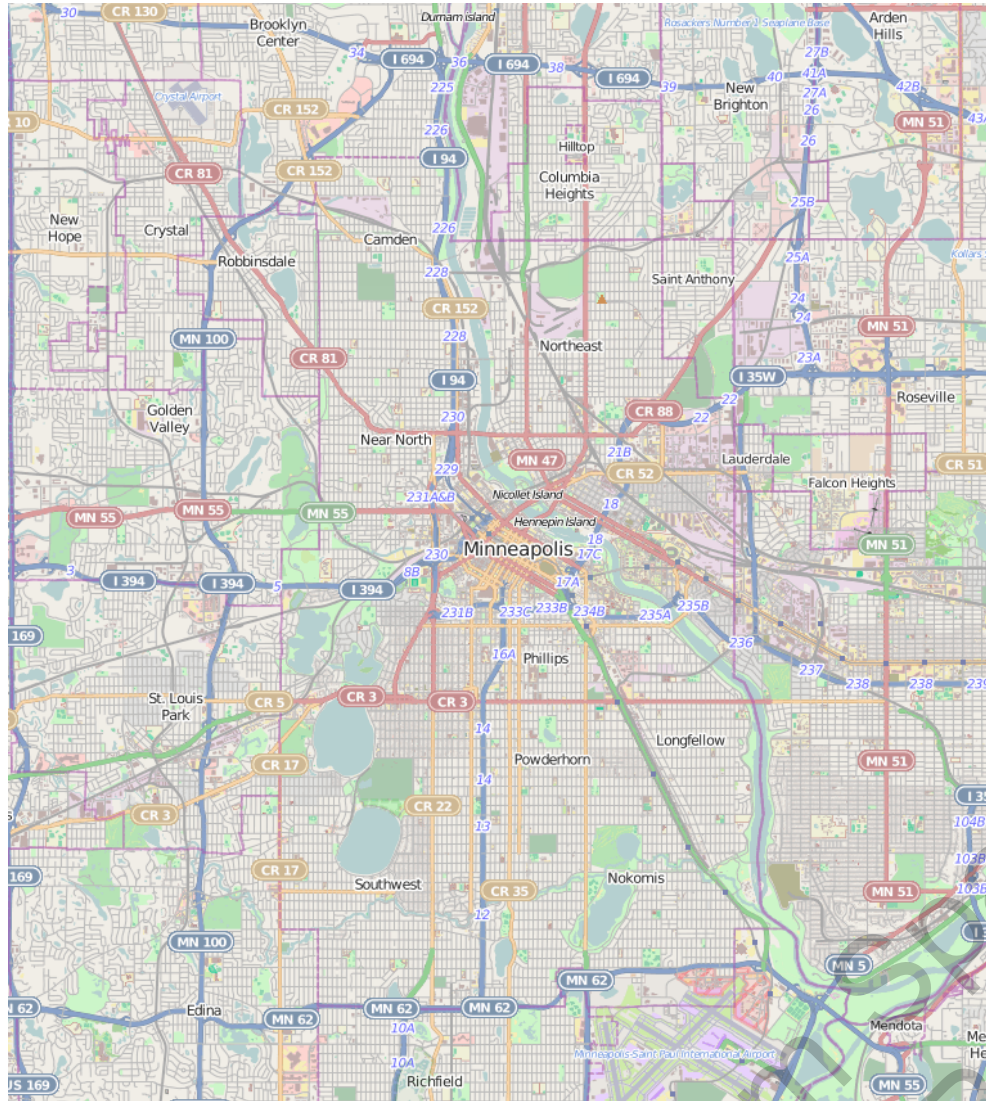 30
CR 130
Durnam island
Brooklyn
Center
Rosackers Number 1 Seaplane Base
Arden
Hills
34
I 694
36
I 694
38
I 694
39
40
27B
41A
27A
42B
225
New
Brighton
26
43A
Crystal Airport
CR 152
10
226
MN 51
26
I 94
Hilltop
CR 152
CR 81
Columbia
Heights
25B
New
Hope
Crystal
Camden
226
25A
Kollars
Robbinsdale
228
Saint Anthony
24
CR 152
24
MN 51
MN 100
228
Northeast
CR 81
23A
I 94
I 35W
Roseville
Golden
Valley
230
CR 88
22
22
Near North
21B
MN 47
Lauderdale
CR 51
229
CR 52
Falcon Heights
231A&B
Nicollet Island
18
MN 55
MN 55
MN 55
Hennepin Island
Minneapolis
18
MN 51
230
17C
3
I 394
I 394
5
I 394
8B
17A
231B
233C
233B
234B
235A
235B
169
236
16A
Phillips
237
238
238
239
St. Louis
Park
CR 5
CR 3
CR 3
14
Longfellow
Powderhorn
CR 17
MN 51
14
CR 22
I 35
CR 3
13
104B
s
103B
169
CR 17
Southwest
Nokomis
CR 35
MN 51
103B
12
MN 100
I 3
MN 5
MN 62
N 62
Edina
MN 62
MN 62
MN 62
10A
Mendota
Me
He
Minneapolis-Saint Paul International Airport
10A
Richfield
US 169
MN 55